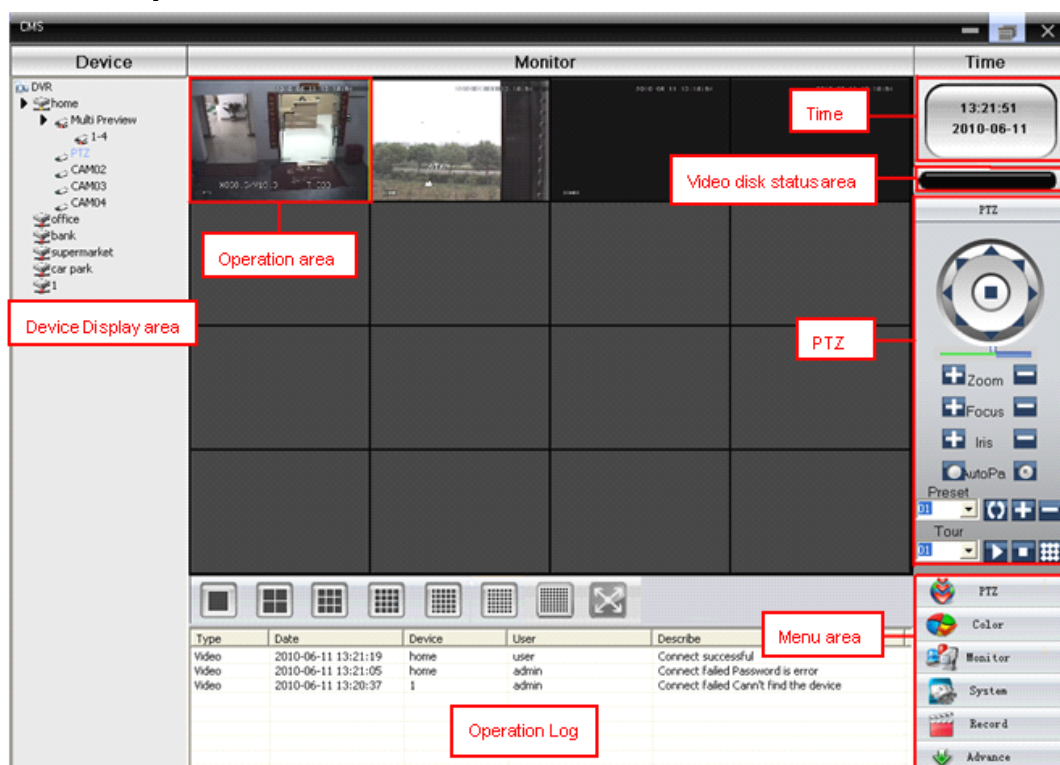 CMS
Device
Monitor
Time
DVR
home
Multi Preview
1-4
PTZ
CAM02
CAM03
CAM04
office
bank
supermarket
car park
1
Device Display area
Operation area
Time
13:21:51
2010-06-11
Video disk status area
PTZ
PTZ
Zoom
Focus
Iris
AutoPa
Preset
01
Tour
01
Menu area
PTZ
Color
Monitor
System
Record
Advance
Type Date Device User Describe
Video 2010-06-11 13:21:19 home user Connect successful
Video 2010-06-11 13:21:05 home admin Connect failed Password is error
Video 2010-06-11 13:20:37 1 admin Connect failed Cann't find the device
Operation Log